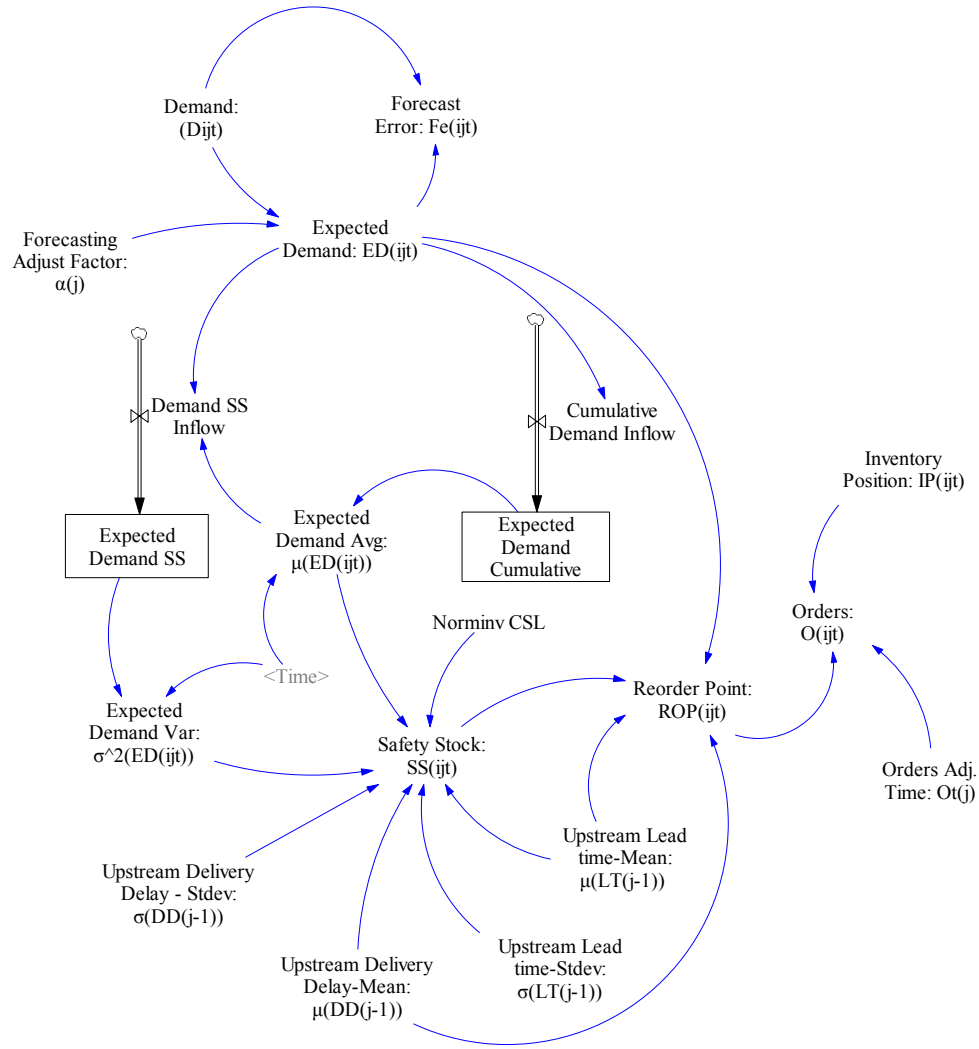 Demand:
(Dijt)
Forecast
Error: Fe(ijt)
Expected
Demand: ED(ijt)
Forecasting
Adjust Factor:
α(j)
Demand SS
Inflow
Cumulative
Demand Inflow
Inventory
Position: IP(ijt)
Expected
Demand SS
Expected
Demand Avg:
μ(ED(ijt))
Expected
Demand
Cumulative
Orders:
O(ijt)
Norminv CSL
<Time>
Expected
Demand Var:
σ^2(ED(ijt))
Safety Stock:
SS(ijt)
Reorder Point:
ROP(ijt)
Orders Adj.
Time: Ot(j)
Upstream Delivery
Delay - Stdev:
σ(DD(j-1))
Upstream Lead
time-Mean:
μ(LT(j-1))
Upstream Delivery
Delay-Mean:
μ(DD(j-1))
Upstream Lead
time-Stdev:
σ(LT(j-1))